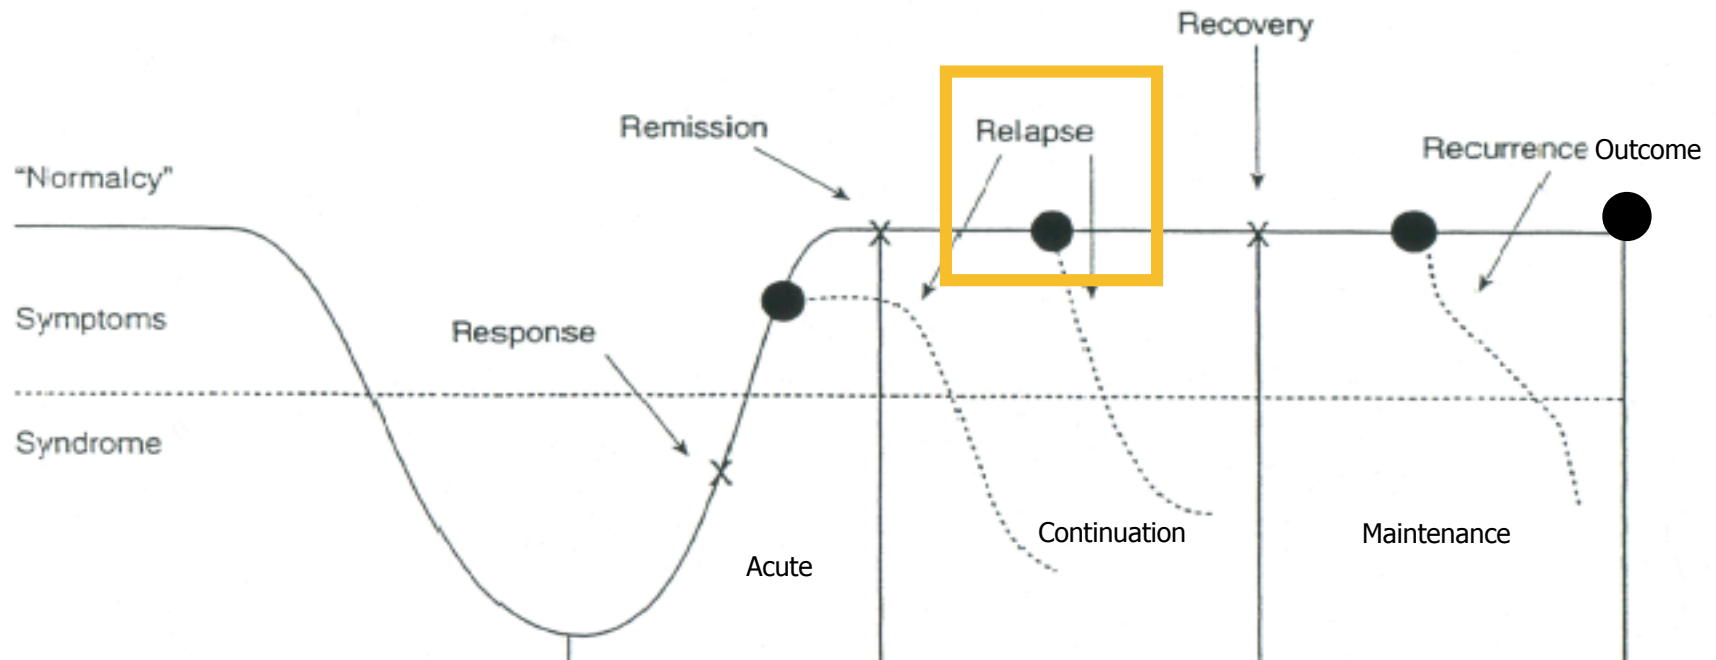 Recovery
Remission
Relapse
Recurrence Outcome
"Normalcy"
Symptoms
Response
Syndrome
Continuation
Maintenance
Acute